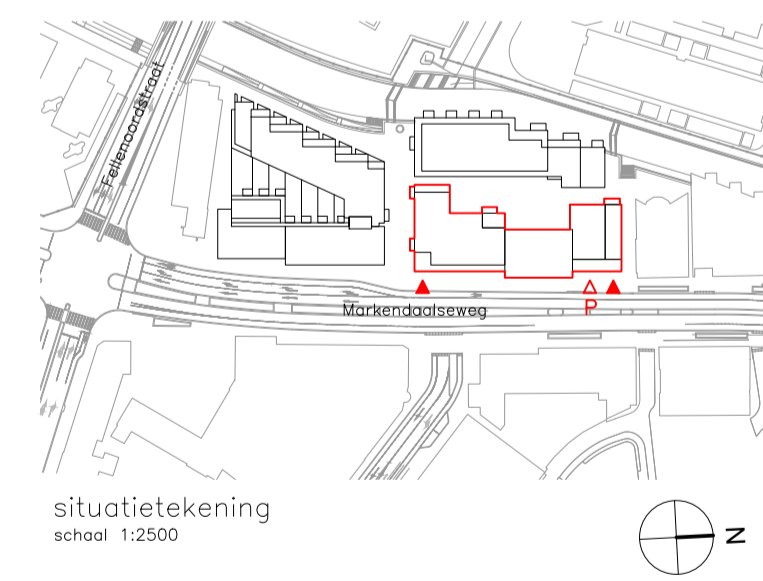 Fellenoordstraat
Markendaalseweg
P
situatietekening
schaal 1:2500
N